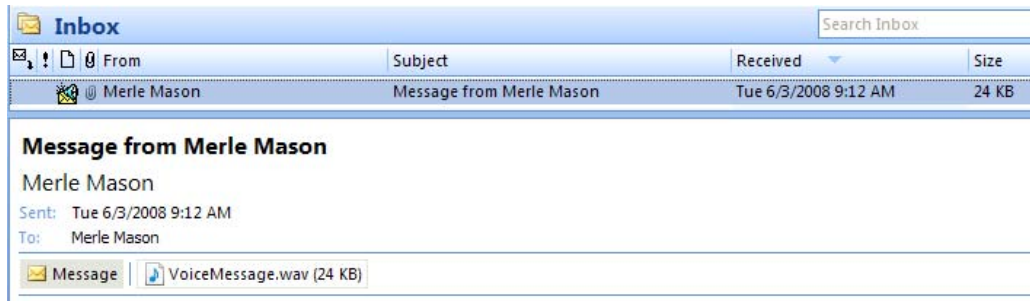 Inbox
Search Inbox
! From Subject Received Size
Merle Mason Message from Merle Mason Tue 6/3/2008 9:12 AM 24 KB
Message from Merle Mason
Merle Mason
Sent: Tue 6/3/2008 9:12 AM
To: Merle Mason
Message VoiceMessage.wav (24 KB)